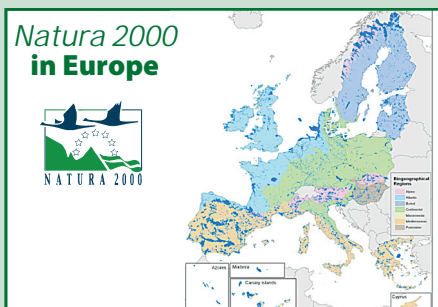 Natura 2000
in Europe
NATURA 2000
Biogeographical
Regions
Alpine
Atlantic
Boreal
Continental
Macaronesia
Mediterranean
Pannonian
Azores
Madeira
Canary Islands
Cyprus